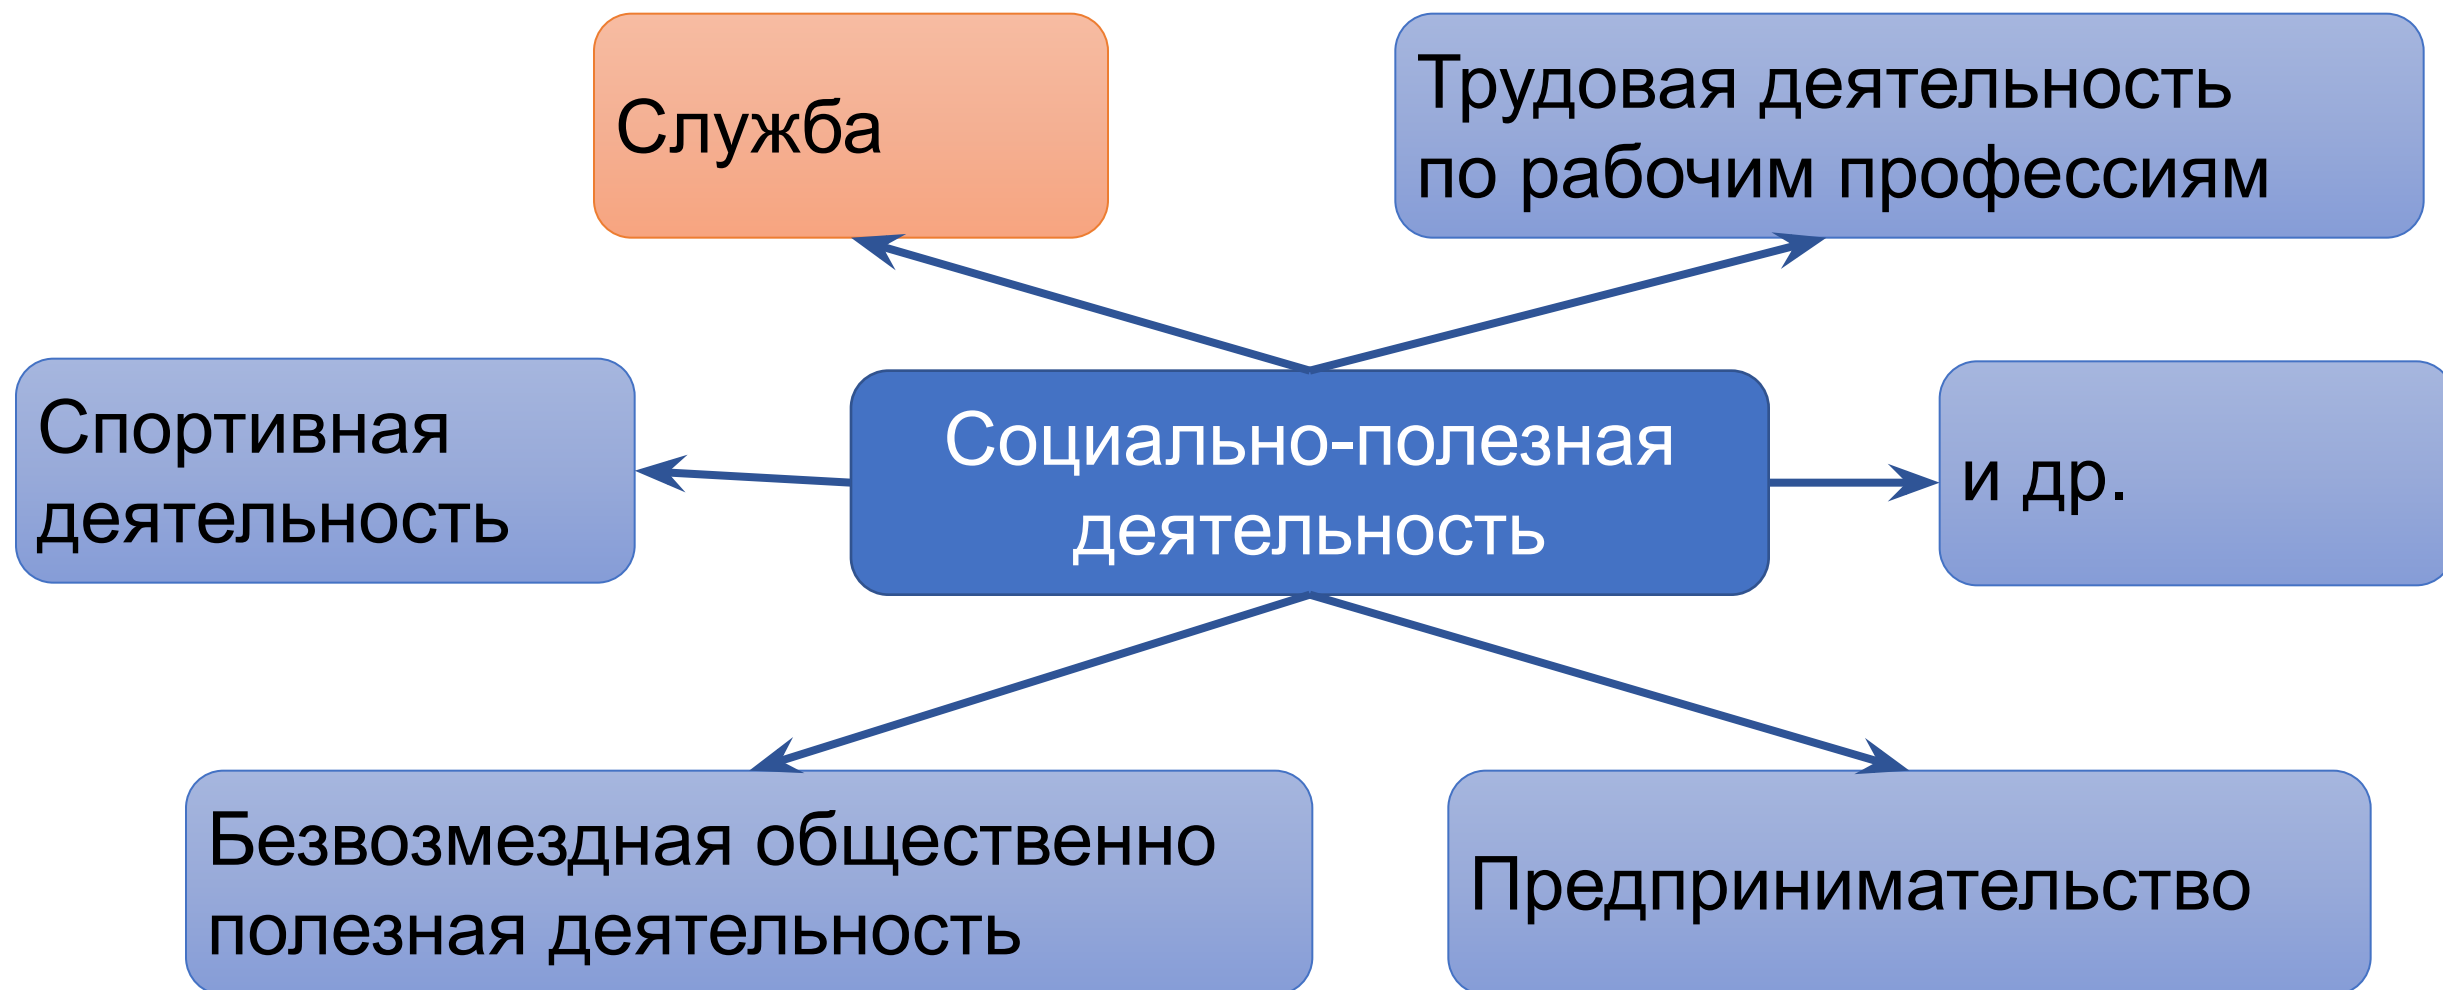 Служба
Трудовая деятельность
по рабочим профессиям
Спортивная
деятельность
Социально-полезная
деятельность
и др.
Безвозмездная общественно
полезная деятельность
Предпринимательство